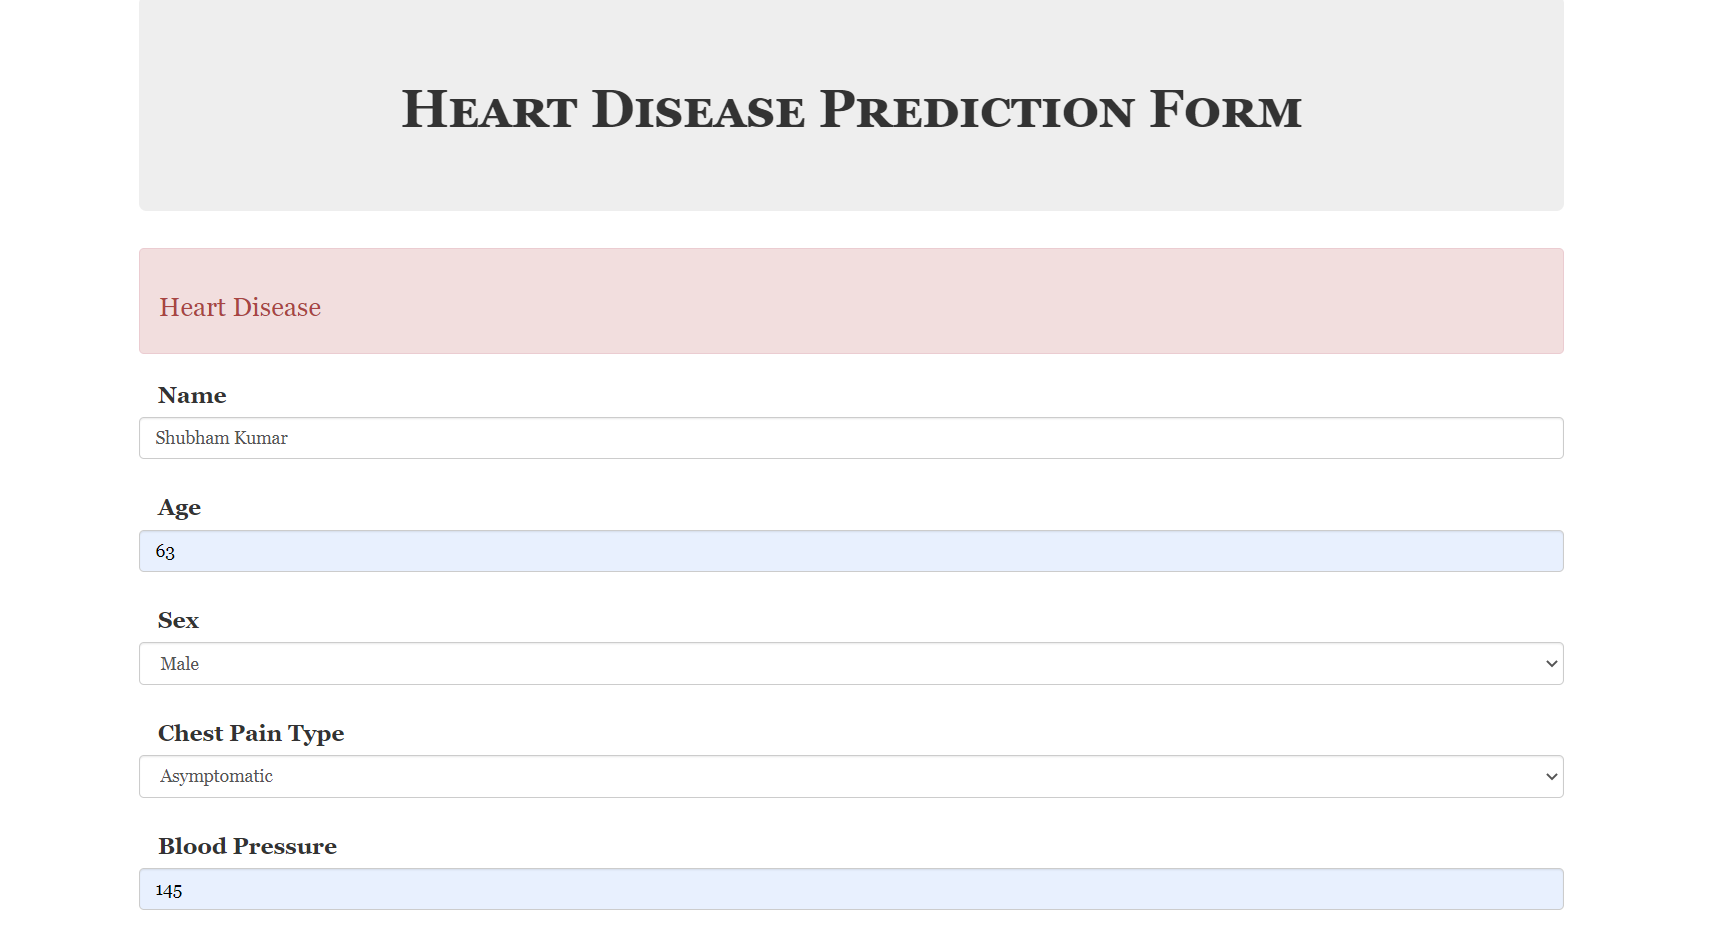 Heart Disease Prediction Form
Heart Disease
Name
Shubham Kumar
Age
63
Sex
Male
Chest Pain Type
Asymptomatic
Blood Pressure
145